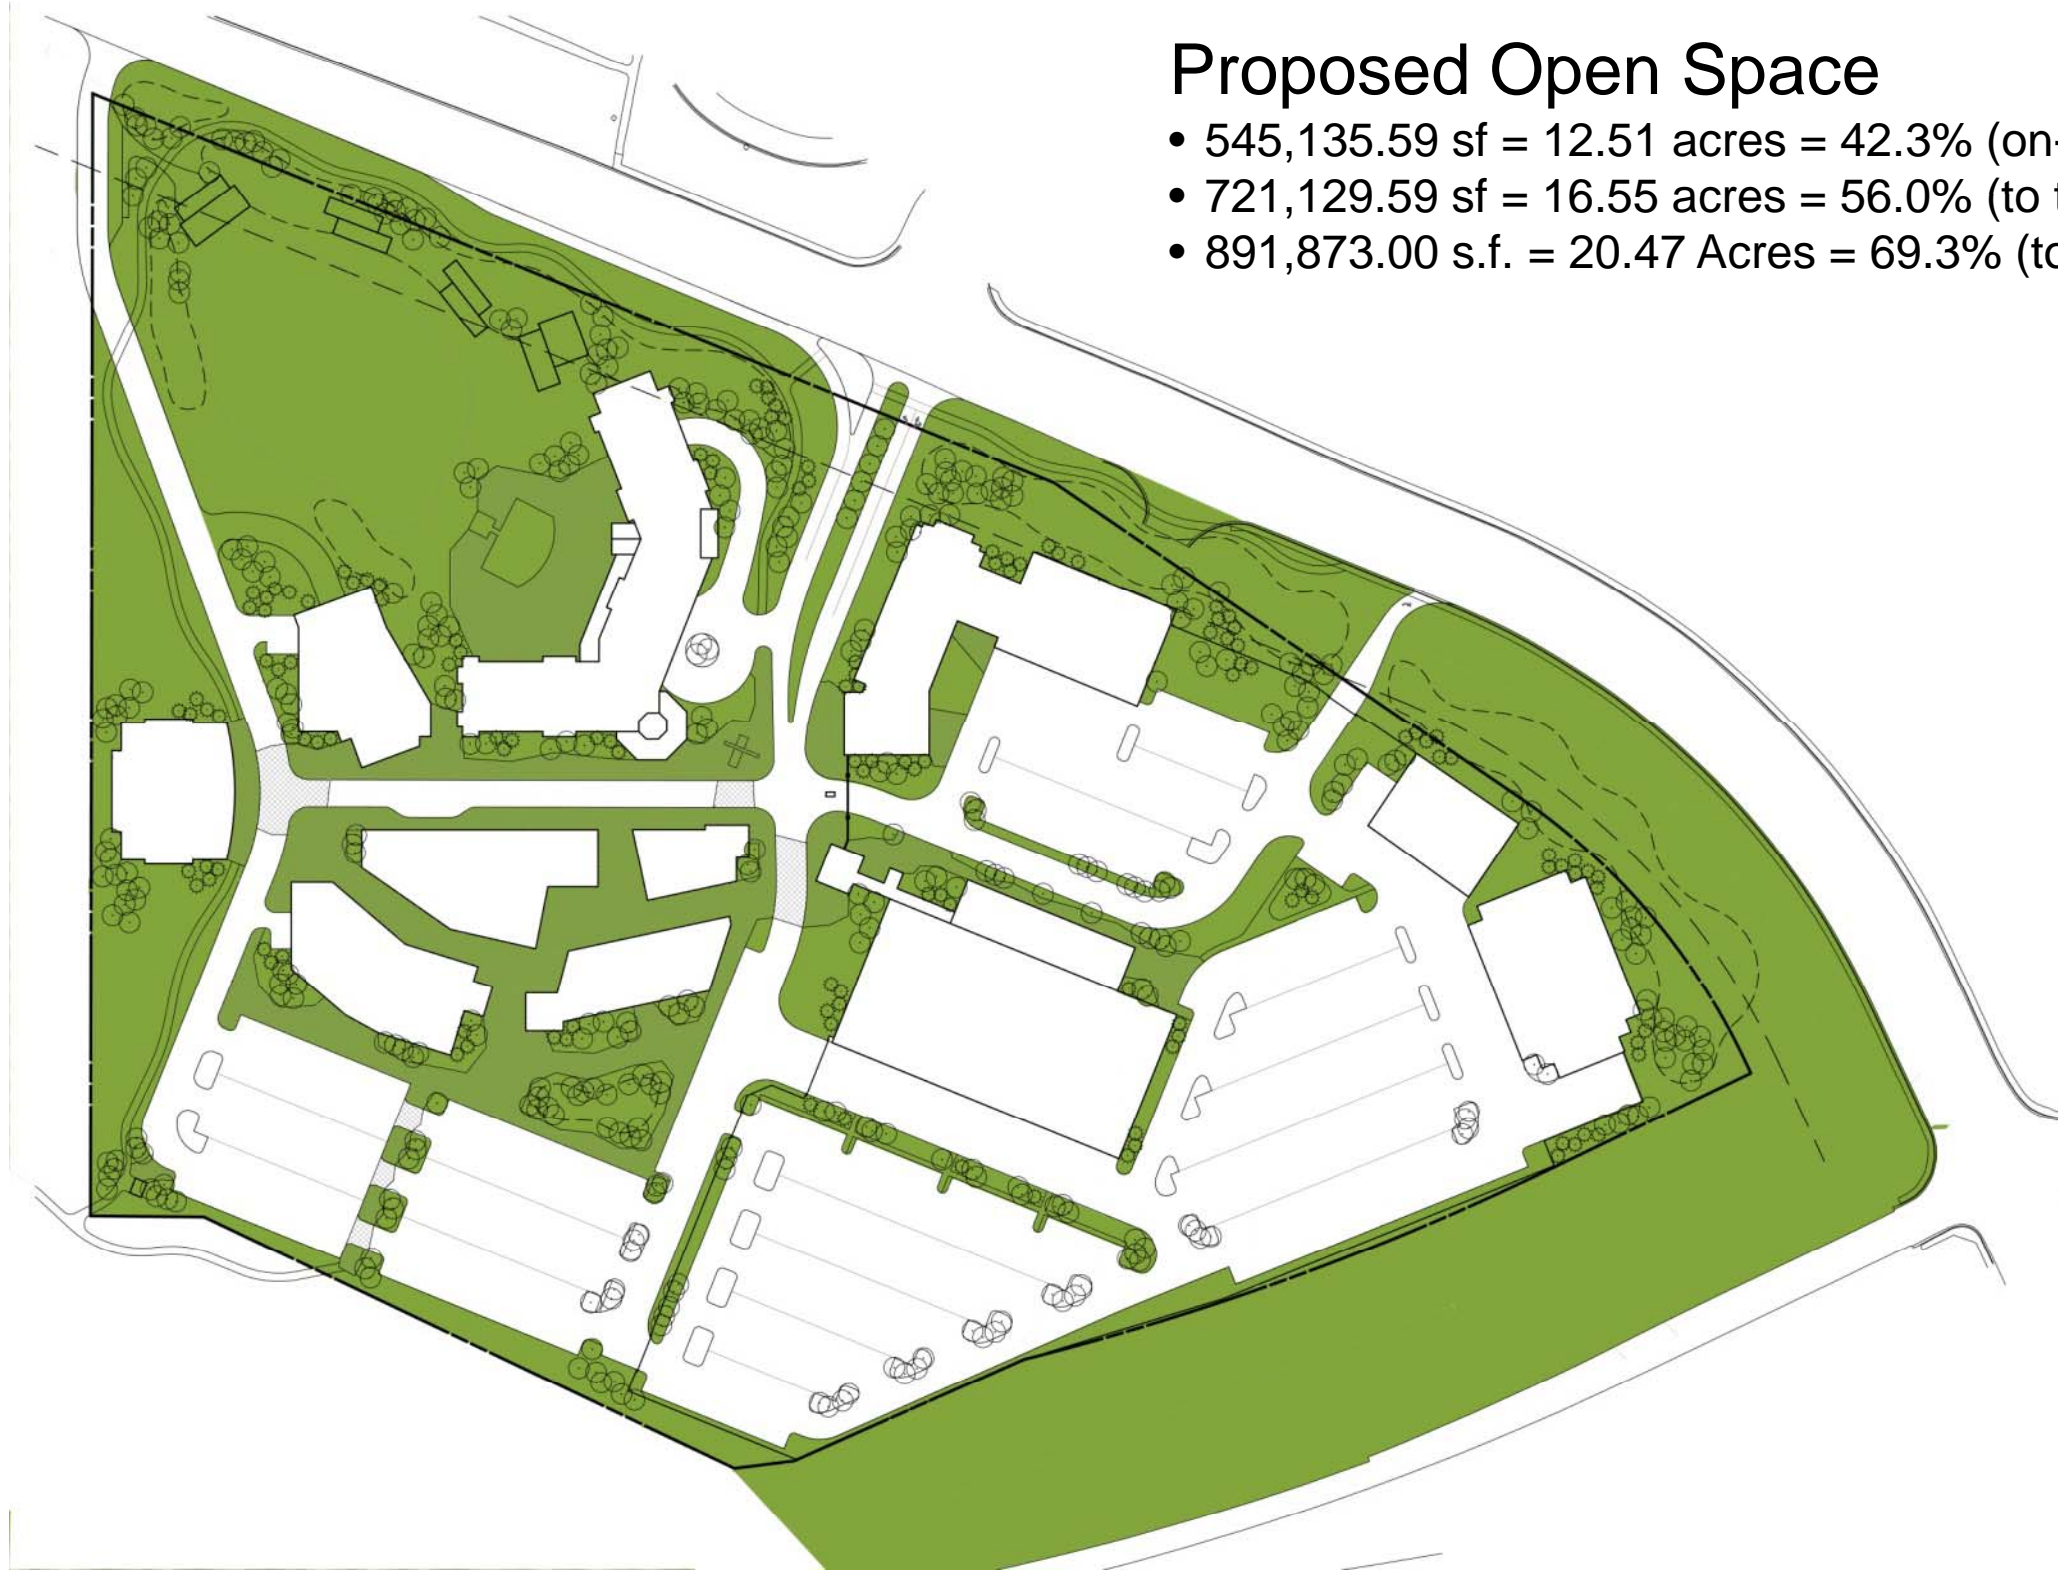 Proposed Open Space
• 545,135.59 sf = 12.51 acres = 42.3% (on-
• 721,129.59 sf = 16.55 acres = 56.0% (to
• 891,873.00 s.f. = 20.47 Acres = 69.3% (to